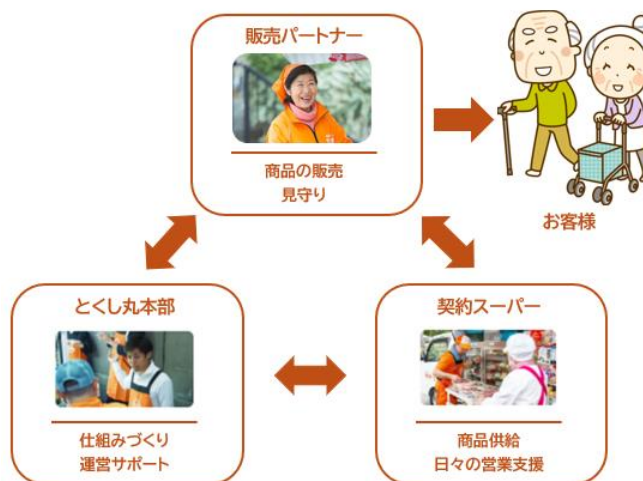 販売パートナー
商品の販売
見守り
お客様
とくし丸本部
仕組みづくり
運営サポート
契約スーパー
商品供給
日々の営業支援